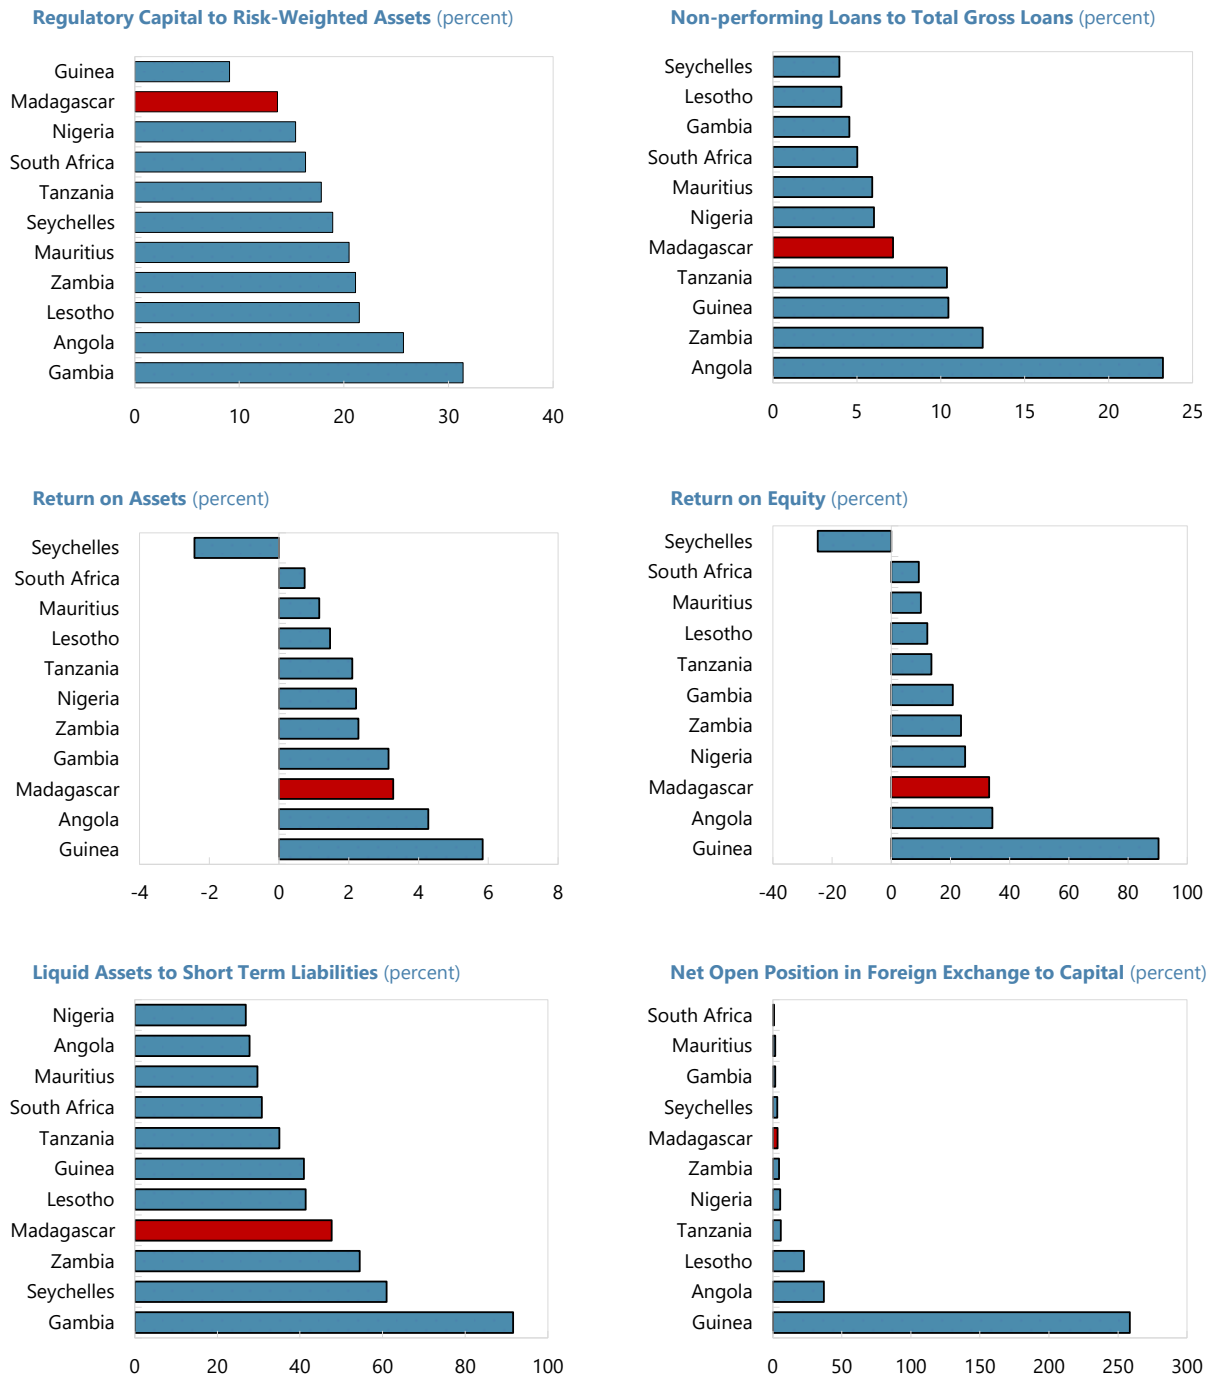 Regulatory Capital to Risk-Weighted Assets (percent)
Guinea
Madagascar
Nigeria
South Africa
Tanzania
Seychelles
Mauritius
Zambia
Lesotho
Angola
Gambia
0 10 20 30 40
Non-performing Loans to Total Gross Loans (percent)
Seychelles
Lesotho
Gambia
South Africa
Mauritius
Nigeria
Madagascar
Tanzania
Guinea
Zambia
Angola
0 5 10 15 20 25
Return on Assets (percent)
Seychelles
South Africa
Mauritius
Lesotho
Tanzania
Nigeria
Zambia
Gambia
Madagascar
Angola
Guinea
-4 -2 0 2 4 6 8
Return on Equity (percent)
Seychelles
South Africa
Mauritius
Lesotho
Tanzania
Gambia
Zambia
Nigeria
Madagascar
Angola
Guinea
-40 -20 0 20 40 60 80 100
Liquid Assets to Short Term Liabilities (percent)
Nigeria
Angola
Mauritius
South Africa
Tanzania
Guinea
Lesotho
Madagascar
Zambia
Seychelles
Gambia
0 20 40 60 80 100
Net Open Position in Foreign Exchange to Capital (percent)
South Africa
Mauritius
Gambia
Seychelles
Madagascar
Zambia
Nigeria
Tanzania
Lesotho
Angola
Guinea
0 50 100 150 200 250 300